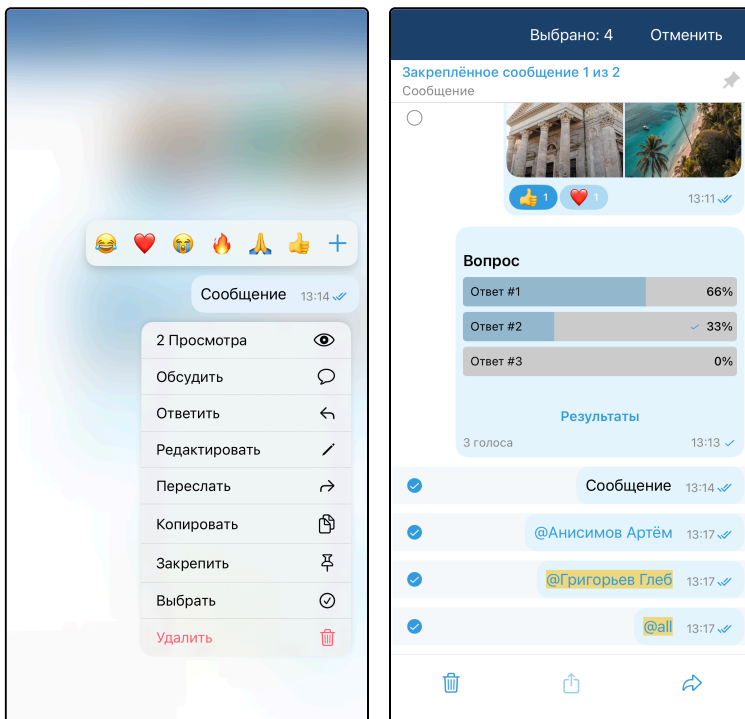 Сообщение 13:14
2 Просмотра
Обсудить
Ответить
Редактировать
Переслать
Копировать
Закрепить
Выбрать
Удалить
Выбрано: 4 Отменить
Закреплённое сообщение 1 из 2
Сообщение
1 1 13:11
Вопрос
Ответ #1 66%
Ответ #2 33%
Ответ #3 0%
Результаты
3 голоса 13:13
Сообщение 13:14
@Анисимов Артём 13:17
@Григорьев Глеб 13:17
@all 13:17